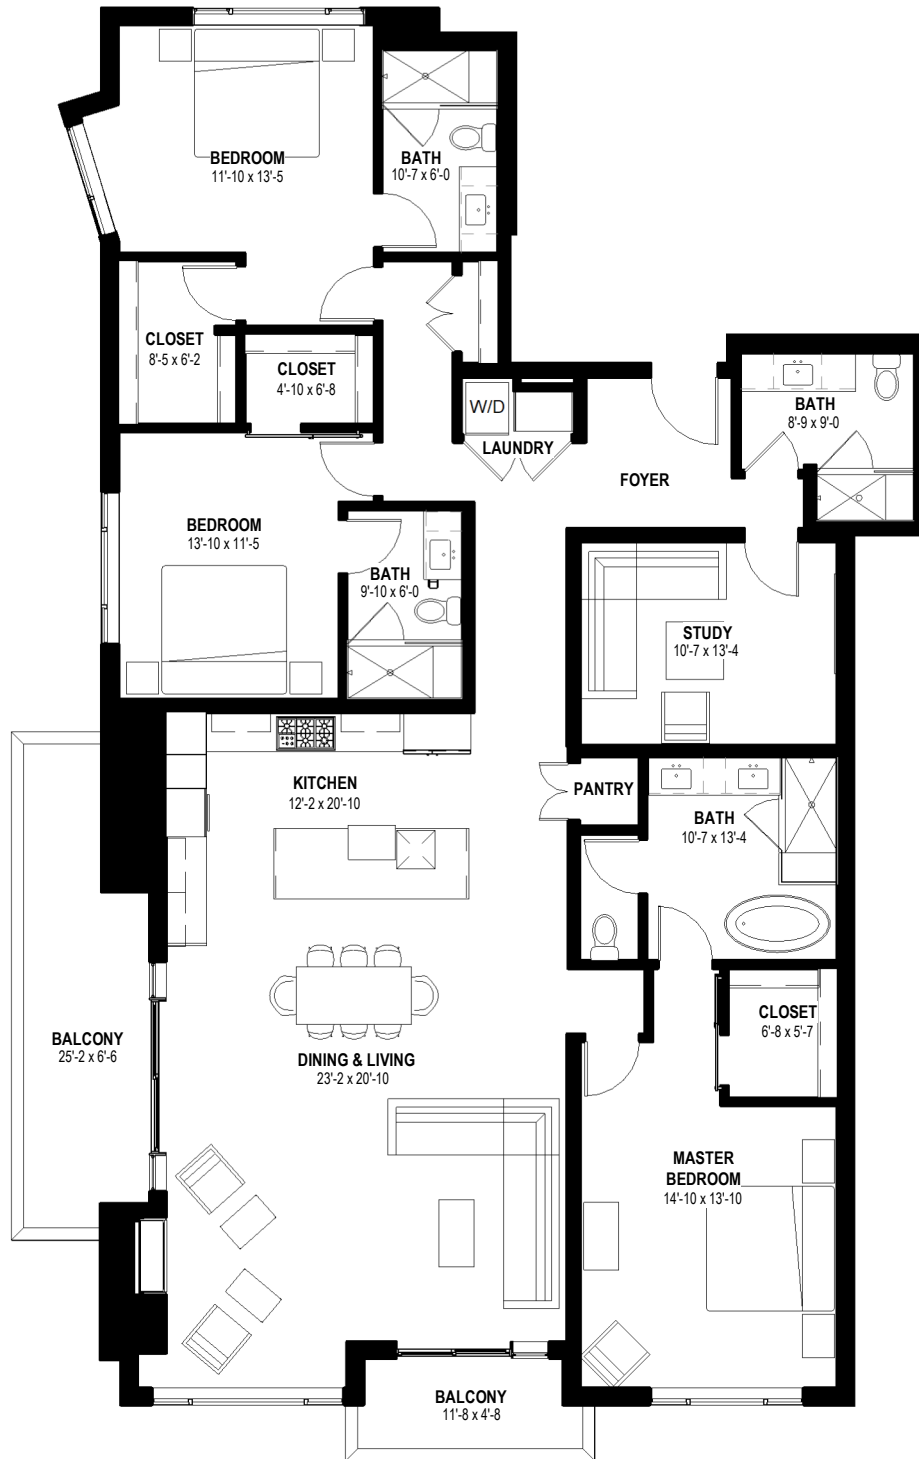 BEDROOM
11'-10 x 13'-5
BATH
10'-7 x 6'-0
CLOSET
8'-5 x 6'-2
CLOSET
4'-10 x 6'-8
W/D
LAUNDRY
BATH
8'-9 x 9'-0
FOYER
BEDROOM
13'-10 x 11'-5
BATH
9'-10 x 6'-0
STUDY
10'-7 x 13'-4
KITCHEN
12'-2 x 20'-10
PANTRY
BATH
10'-7 x 13'-4
BALCONY
25'-2 x 6'-6
DINING & LIVING
23'-2 x 20'-10
CLOSET
6'-8 x 5'-7
MASTER
BEDROOM
14'-10 x 13'-10
BALCONY
11'-8 x 4'-8